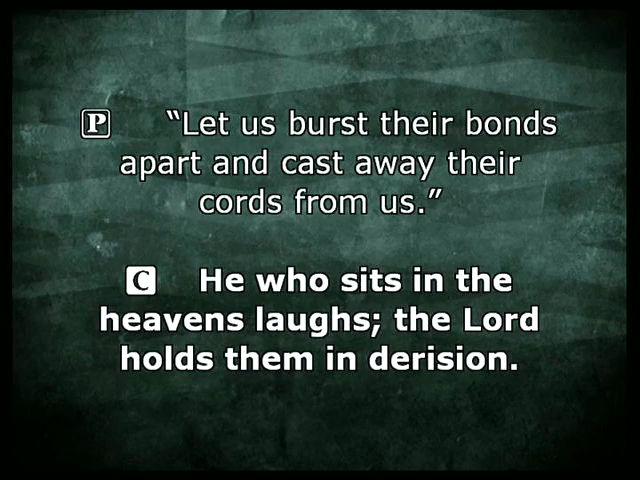 P “Let us burst their bonds
apart and cast away their
cords from us.”
C He who sits in the
heavens laughs; the Lord
holds them in derision.